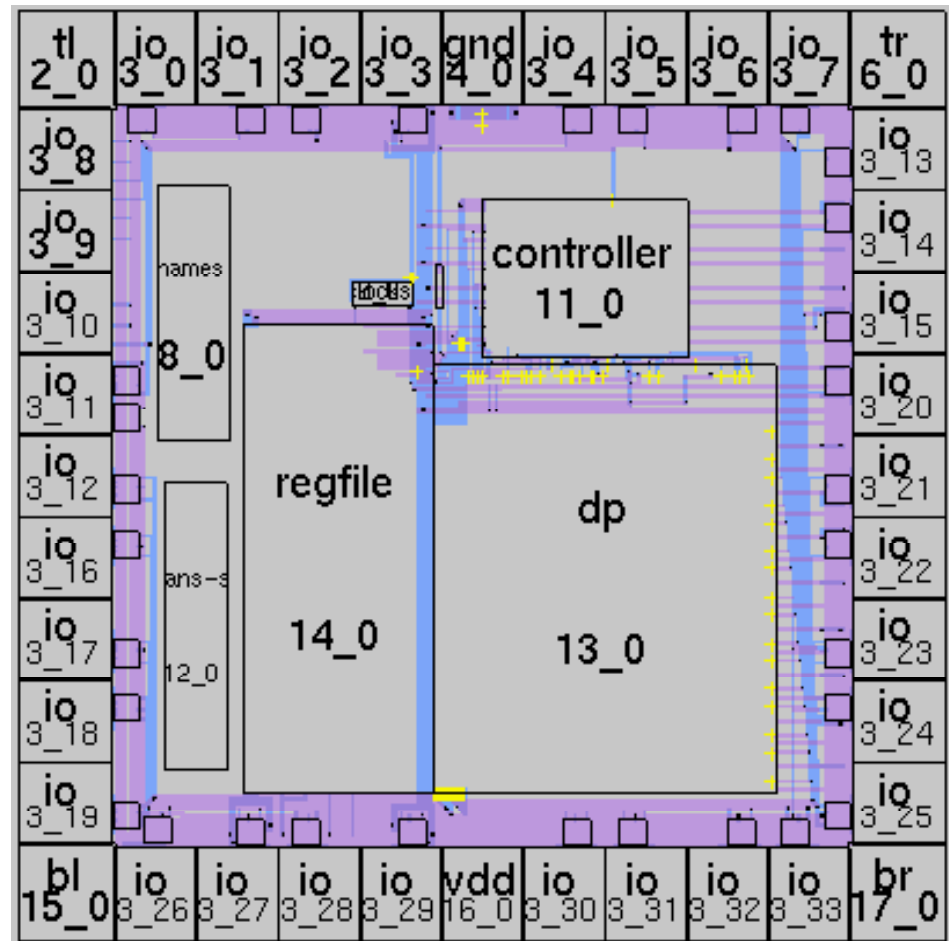 tl 2_0
io 3_0
io 3_1
io 3_2
io 3_3
gnd 4_0
io 3_4
io 3_5
io 3_6
io 3_7
tr 6_0
io 3_8
io 3_13
io 3_9
io 3_14
names
8_0
controller
11_0
io 3_10
io 3_15
io 3_11
io 3_20
io 3_12
regfile
dp
io 3_21
io 3_16
io 3_22
ans-s
12_0
14_0
13_0
io 3_17
io 3_23
io 3_18
io 3_24
io 3_19
io 3_25
bl 15_0
io 3_26
io 3_27
io 3_28
io 3_29
vdd 16_0
io 3_30
io 3_31
io 3_32
io 3_33
br 17_0